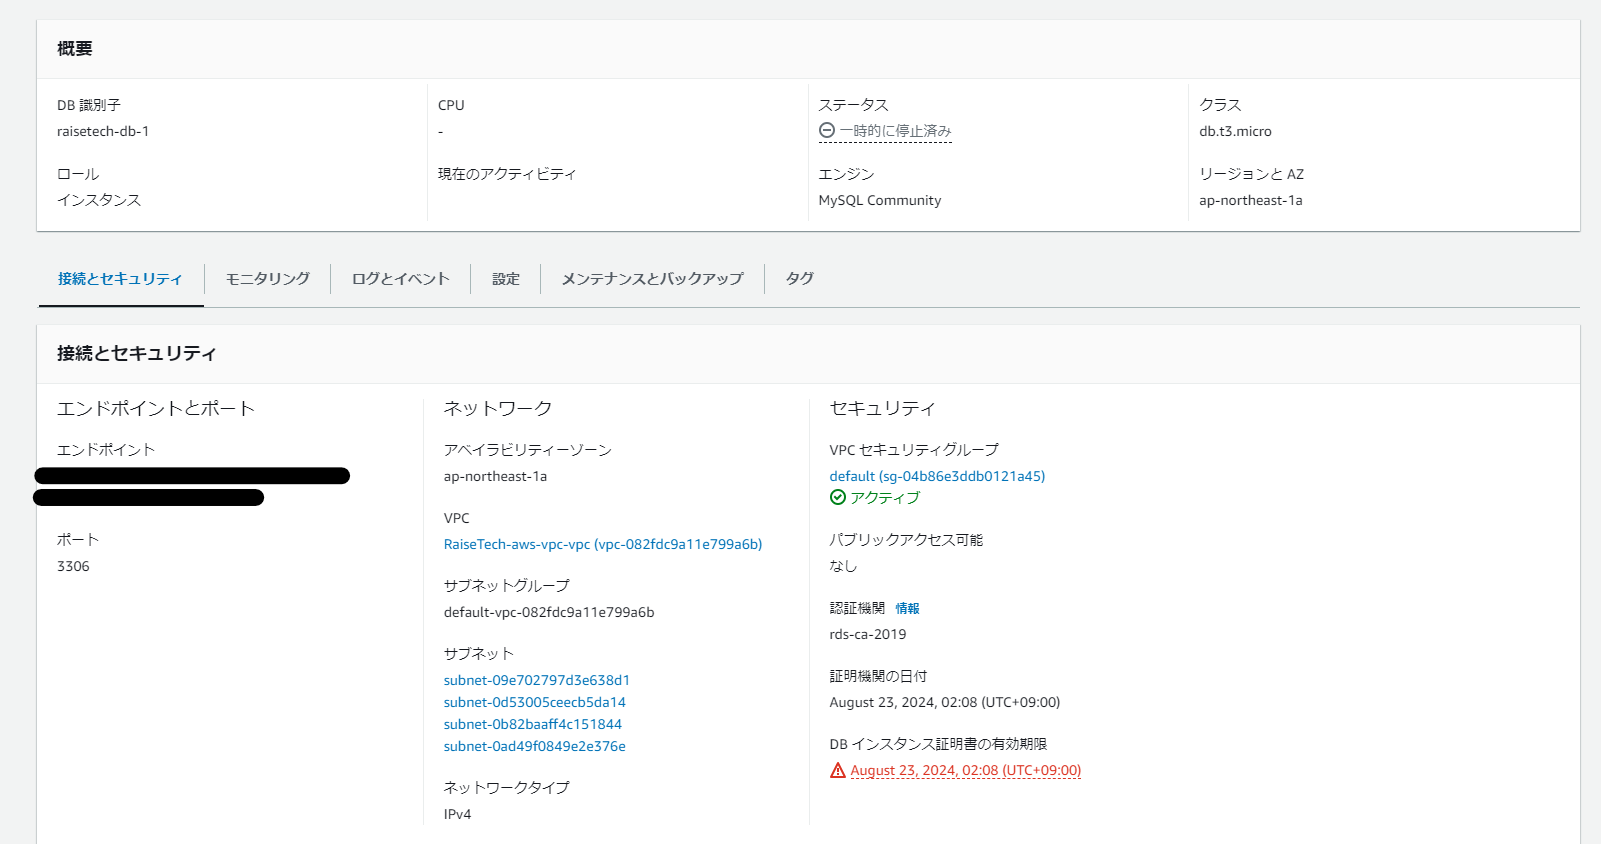 概要
DB 識別子
raisetech-db-1
CPU
-
ステータス
一時的に停止済み
クラス
db.t3.micro
ロール
インスタンス
現在のアクティビティ
エンジン
MySQL Community
リージョンと AZ
ap-northeast-1a
接続とセキュリティ
モニタリング
ログとイベント
設定
メンテナンスとバックアップ
タグ
接続とセキュリティ
エンドポイントとポート
エンドポイント
ポート
3306
ネットワーク
アベイラビリティーゾーン
ap-northeast-1a
VPC
RaiseTech-aws-vpc-vpc (vpc-082fdc9a11e799a6b)
サブネットグループ
default-vpc-082fdc9a11e799a6b
サブネット
subnet-09e702797d3e638d1
subnet-0d53005ceecb5da14
subnet-0b82baaff4c151844
subnet-0ad49f0849e2e376e
ネットワークタイプ
IPv4
セキュリティ
VPC セキュリティグループ
default (sg-04b86e3ddb0121a45)
アクティブ
パブリックアクセス可能
なし
認証機関 情報
rds-ca-2019
証明機関の日付
August 23, 2024, 02:08 (UTC+09:00)
DB インスタンス証明書の有効期限
August 23, 2024, 02:08 (UTC+09:00)